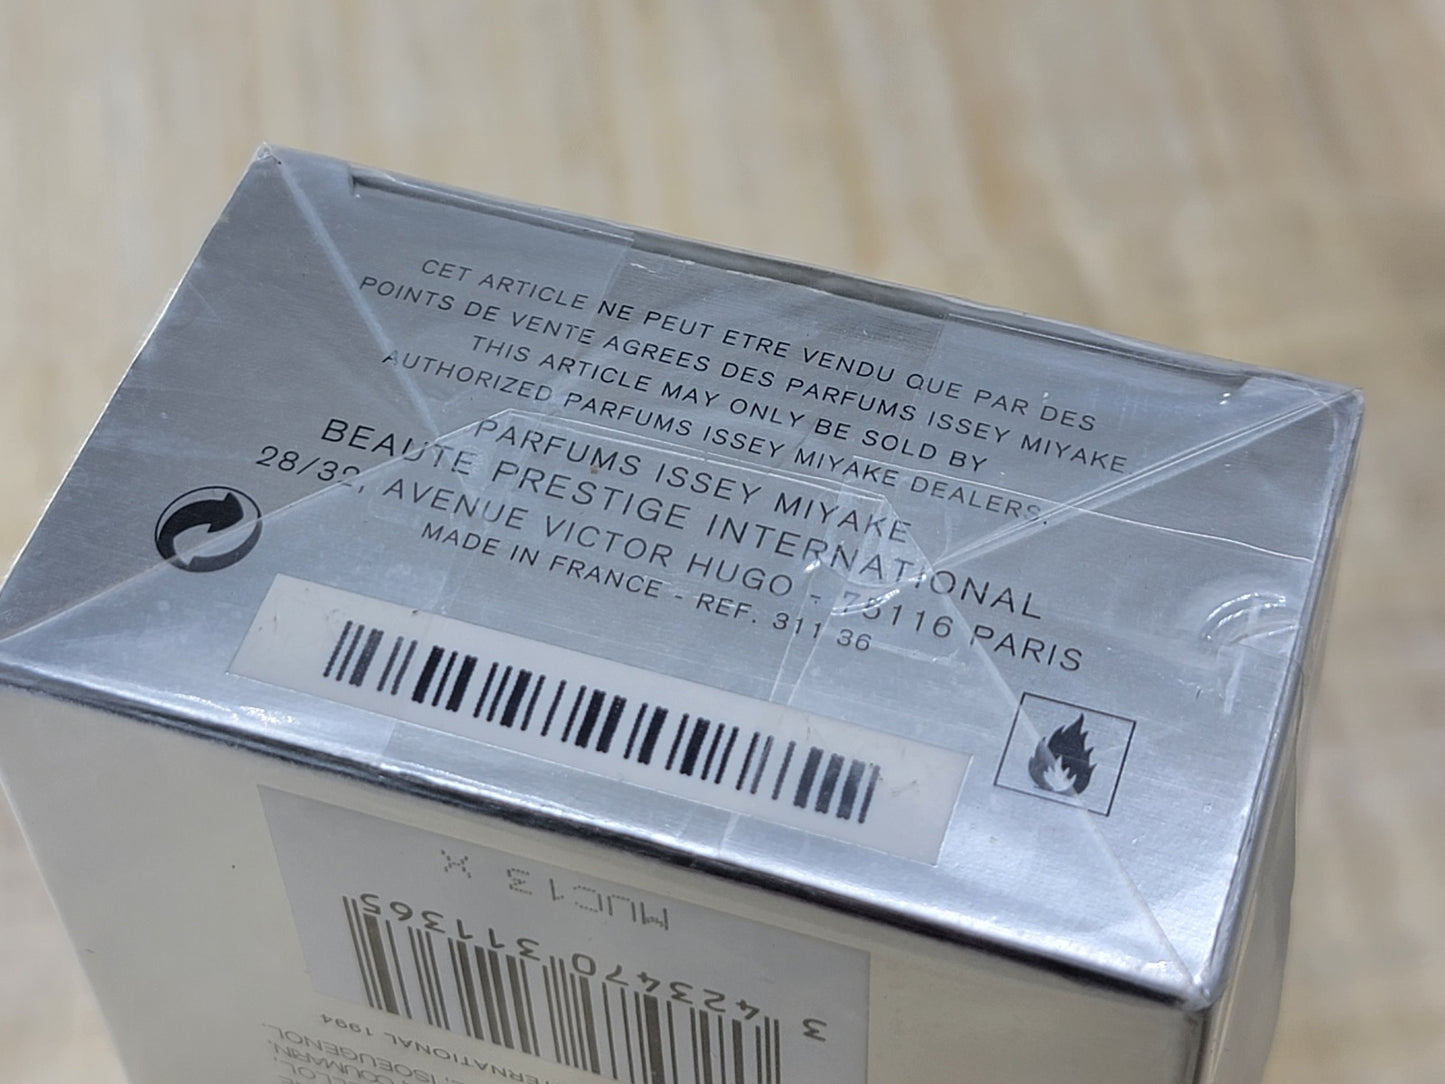 CET ARTICLE NE PEUT ETRE VENDU QUE PAR DES
POINTS DE VENTE AGREES DES PARFUMS ISSEY MIYAKE
THIS ARTICLE MAY ONLY BE SOLD BY
AUTHORIZED PARFUMS ISSEY MIYAKE DEALERS.
PARFUMS ISSEY MIYAKE
BEAUTE PRESTIGE INTERNATIONAL
28/32, AVENUE VICTOR HUGO - 75116 PARIS
MADE IN FRANCE - REF. 311 36
3 423470 311365
1994
ISOEUGENOL.
COUMARIN,